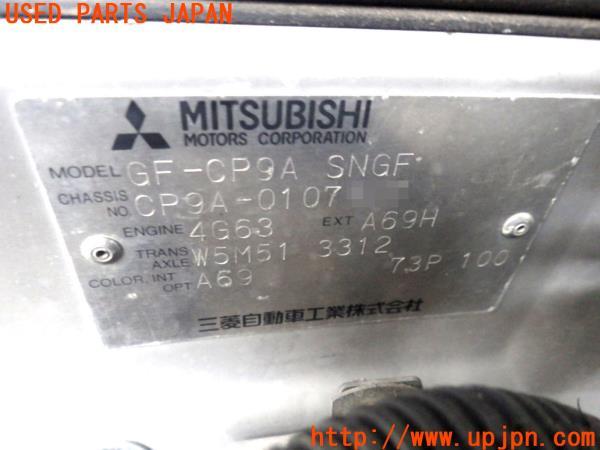 USED PARTS JAPAN
MITSUBISHI
MOTORS CORPORATION
MODEL GF-CP9A SNGF
CHASSIS NO. CP9A-0107
ENGINE 4G63 EXT A69H
TRANS AXLE W5M51 3312
COLOR.INT OPT A69 73P 100
三菱自動車工業株式会社
http://www.upjpn.com/